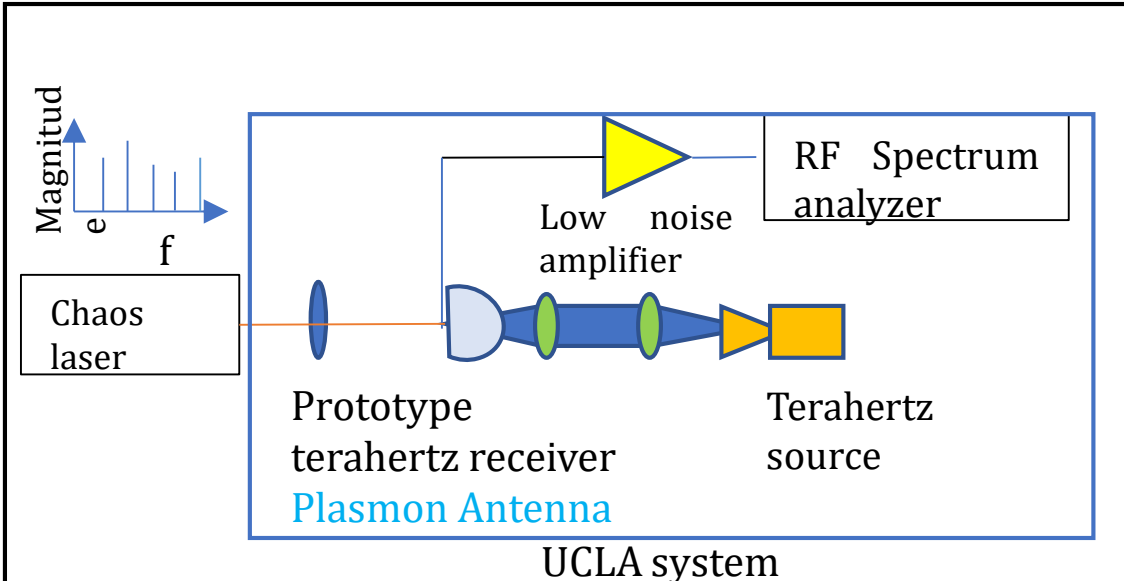 Magnitud
e
f
Chaos
laser
RF Spectrum
analyzer
Low noise
amplifier
Prototype
terahertz receiver
Plasmon Antenna
Terahertz
source
UCLA system